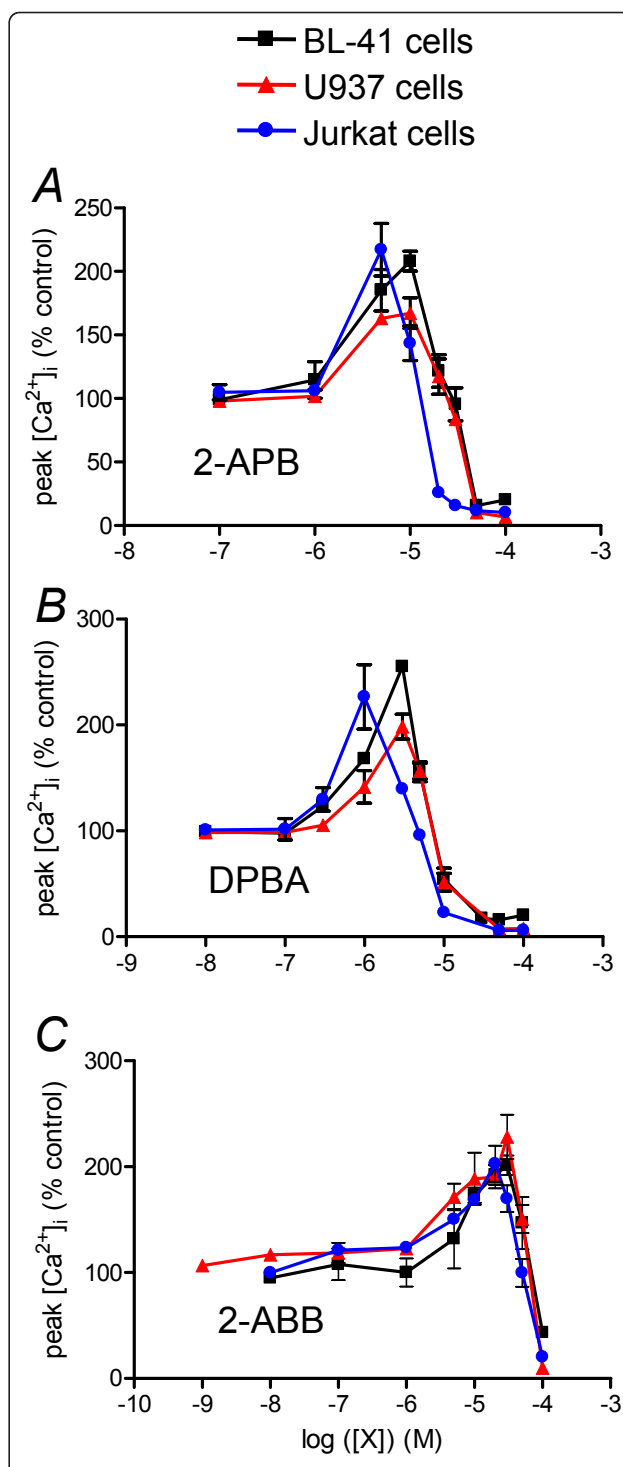 BL-41 cells
U937 cells
Jurkat cells
A
250
200
150
100
50
0
peak [Ca²⁺]ᵢ (% control)
2-APB
-8 -7 -6 -5 -4 -3
B
300
200
100
0
peak [Ca²⁺]ᵢ (% control)
DPBA
-9 -8 -7 -6 -5 -4 -3
C
300
200
100
0
peak [Ca²⁺]ᵢ (% control)
2-ABB
-10 -9 -8 -7 -6 -5 -4 -3
log ([X]) (M)